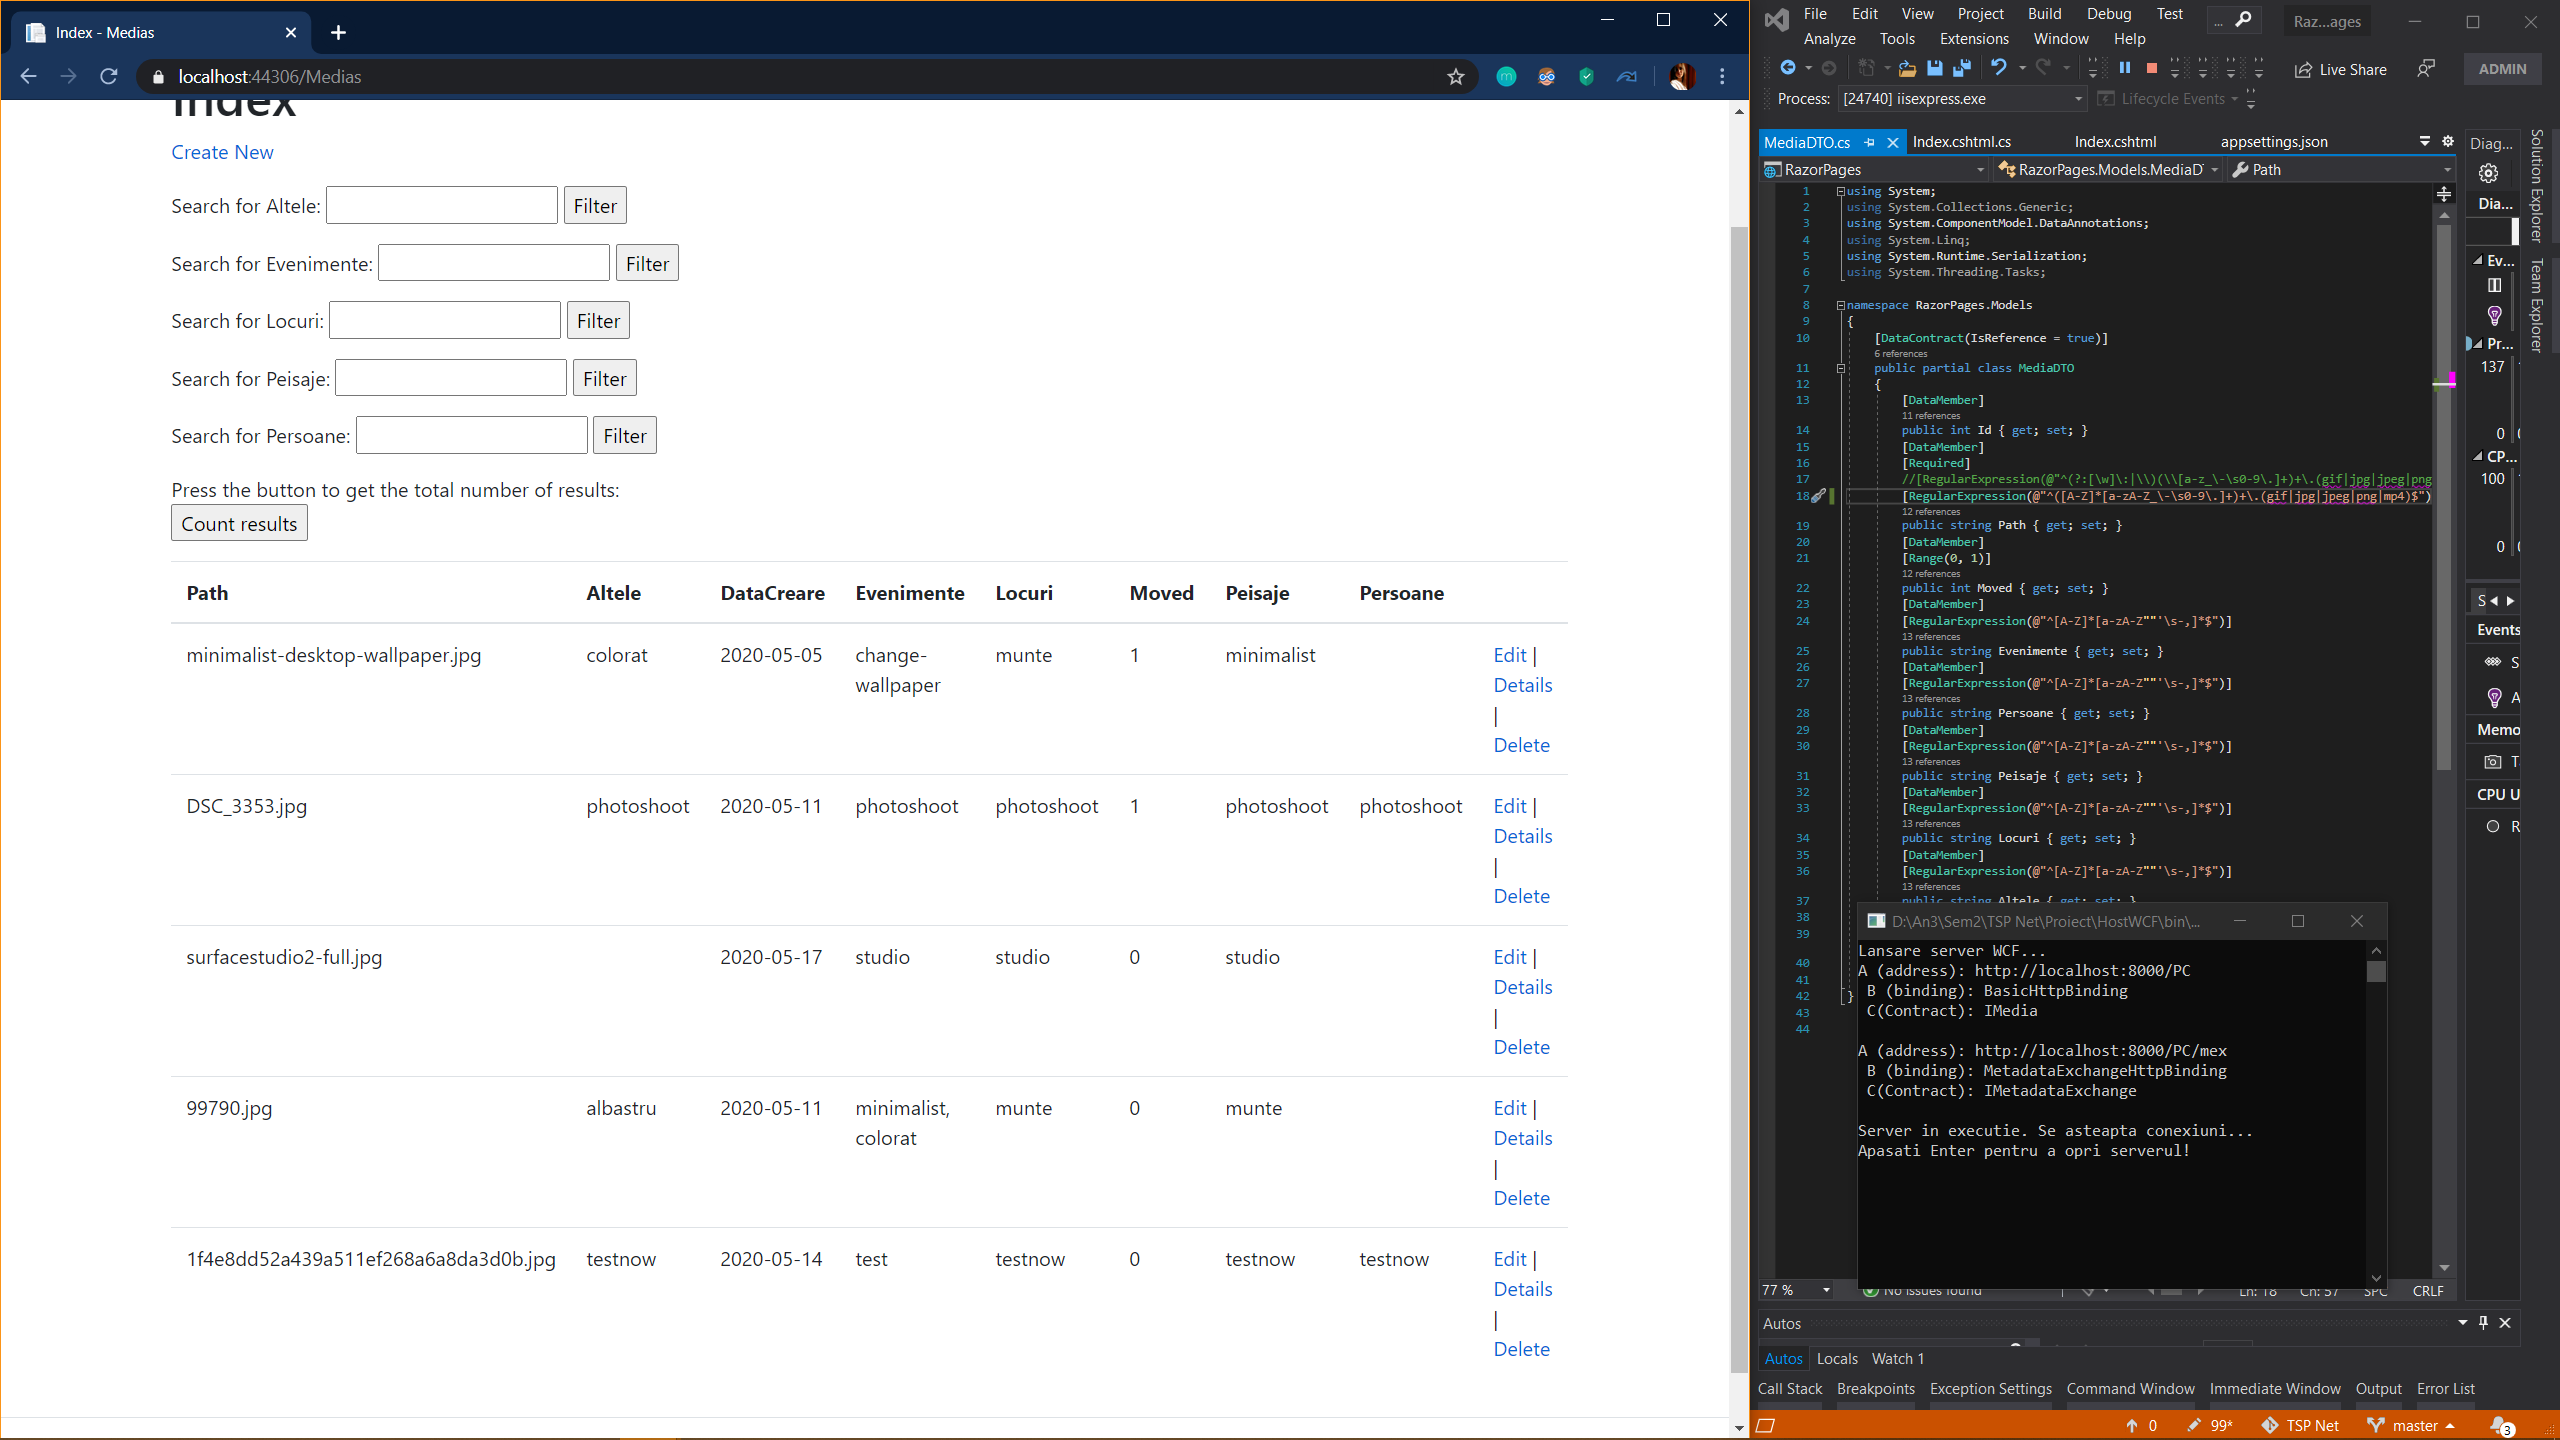 Index - Medias
localhost:44306/Medias
Index
Create New
Search for Altele: Filter
Search for Evenimente: Filter
Search for Locuri: Filter
Search for Peisaje: Filter
Search for Persoane: Filter
Press the button to get the total number of results:
Count results
Path Altele DataCreare Evenimente Locuri Moved Peisaje Persoane
minimalist-desktop-wallpaper.jpg colorat 2020-05-05 change- munte 1 minimalist Edit |
wallpaper Details
|
Delete
DSC_3353.jpg photoshoot 2020-05-11 photoshoot photoshoot 1 photoshoot photoshoot Edit |
Details
|
Delete
surfacestudio2-full.jpg 2020-05-17 studio studio 0 studio Edit |
Details
|
Delete
99790.jpg albastru 2020-05-11 minimalist, munte 0 munte Edit |
colorat Details
|
Delete
1f4e8dd52a439a511ef268a6a8da3d0b.jpg testnow 2020-05-14 test testnow 0 testnow testnow Edit |
Details
|
Delete
File Edit View Project Build Debug Test ... Raz...ages
Analyze Tools Extensions Window Help
Live Share ADMIN
Process: [24740] iisexpress.exe Lifecycle Events
MediaDTO.cs Index.cshtml.cs Index.cshtml appsettings.json
RazorPages RazorPages.Models.MediaD Path
1 using System;
2 using System.Collections.Generic;
3 using System.ComponentModel.DataAnnotations;
4 using System.Linq;
5 using System.Runtime.Serialization;
6 using System.Threading.Tasks;
7
8 namespace RazorPages.Models
9 {
10 [DataContract(IsReference = true)]
6 references
11 public partial class MediaDTO
12 {
13 [DataMember]
11 references
14 public int Id { get; set; }
15 [DataMember]
16 [Required]
17 //[RegularExpression(@"^(?:[\w]\:|\\)(\\[a-z_\-\s0-9\.]+)+\.(gif|jpg|jpeg|png
18 [RegularExpression(@"^([A-Z]*[a-zA-Z_\-\s0-9\.]+)+\.(gif|jpg|jpeg|png|mp4)$")
12 references
19 public string Path { get; set; }
20 [DataMember]
21 [Range(0, 1)]
12 references
22 public int Moved { get; set; }
23 [DataMember]
24 [RegularExpression(@"^[A-Z]*[a-zA-Z""'\s-,]*$")]
13 references
25 public string Evenimente { get; set; }
26 [DataMember]
27 [RegularExpression(@"^[A-Z]*[a-zA-Z""'\s-,]*$")]
13 references
28 public string Persoane { get; set; }
29 [DataMember]
30 [RegularExpression(@"^[A-Z]*[a-zA-Z""'\s-,]*$")]
13 references
31 public string Peisaje { get; set; }
32 [DataMember]
33 [RegularExpression(@"^[A-Z]*[a-zA-Z""'\s-,]*$")]
13 references
34 public string Locuri { get; set; }
35 [DataMember]
36 [RegularExpression(@"^[A-Z]*[a-zA-Z""'\s-,]*$")]
13 references
37 public string Altele { get; set; }
38
39
40
41
42 }
43
44
D:\An3\Sem2\TSP Net\Proiect\HostWCF\bin\...
Lansare server WCF...
A (address): http://localhost:8000/PC
B (binding): BasicHttpBinding
C(Contract): IMedia
A (address): http://localhost:8000/PC/mex
B (binding): MetadataExchangeHttpBinding
C(Contract): IMetadataExchange
Server in executie. Se asteapta conexiuni...
Apasati Enter pentru a opri serverul!
77 % No issues found Ln: 18 Ch: 57 SPC CRLF
Autos
Autos Locals Watch 1
Call Stack Breakpoints Exception Settings Command Window Immediate Window Output Error List
0 99* TSP Net master 3
Diag...
Dia...
Ev...
Pr...
137
0
CP...
100
0
S
Events
S
A
Memo
T
CPU U
R
Solution Explorer
Team Explorer